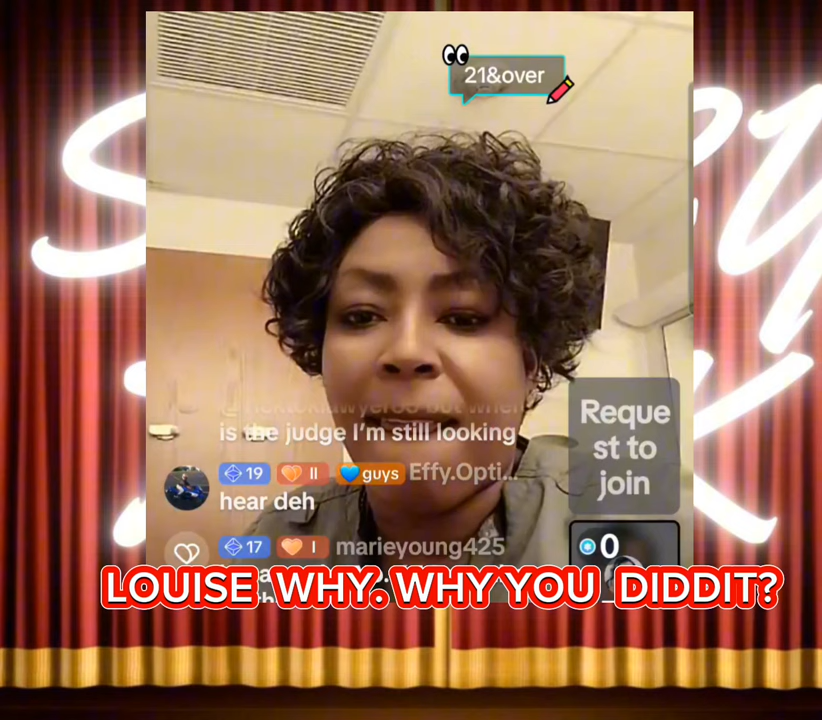 21&over
is the judge I'm still looking
Reque
st to
join
19 II guys Effy.Opti...
hear deh
17 I marieyoung425
0
LOUISE WHY. WHY YOU DIDDIT?